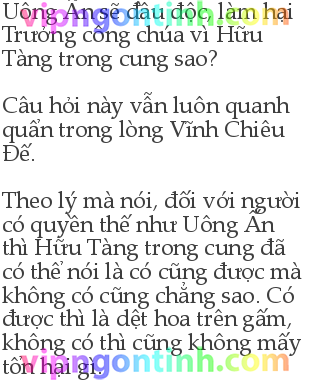 Uông Ấn sẽ đầu độc, làm hại
Trưởng công chúa vì Hữu
Tàng trong cung sao?
Câu hỏi này vẫn luôn quanh
quẩn trong lòng Vĩnh Chiêu
Đế.
Theo lý mà nói, đối với người
có quyền thế như Uông Ấn
thì Hữu Tàng trong cung đã
có thể nói là có cũng được mà
không có cũng chẳng sao. Có
được thì là dệt hoa trên gấm,
không có thì cũng không mấy
tổn hại gì.
vipngontinh.com
vipngontinh.com